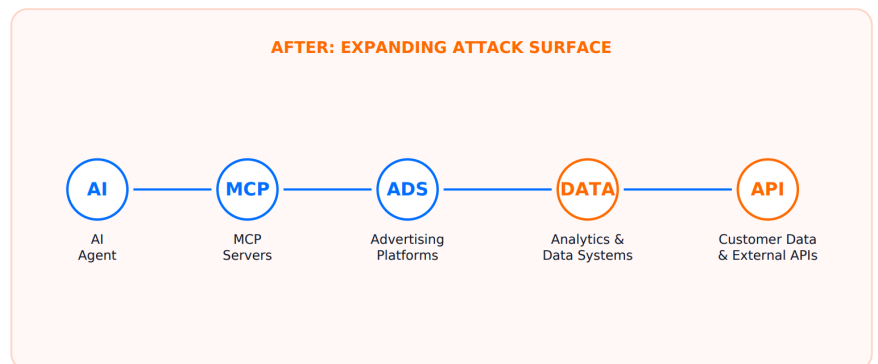 AFTER: EXPANDING ATTACK SURFACE
AI
MCP
ADS
DATA
API
AI
Agent
MCP
Servers
Advertising
Platforms
Analytics &
Data Systems
Customer Data
& External APIs